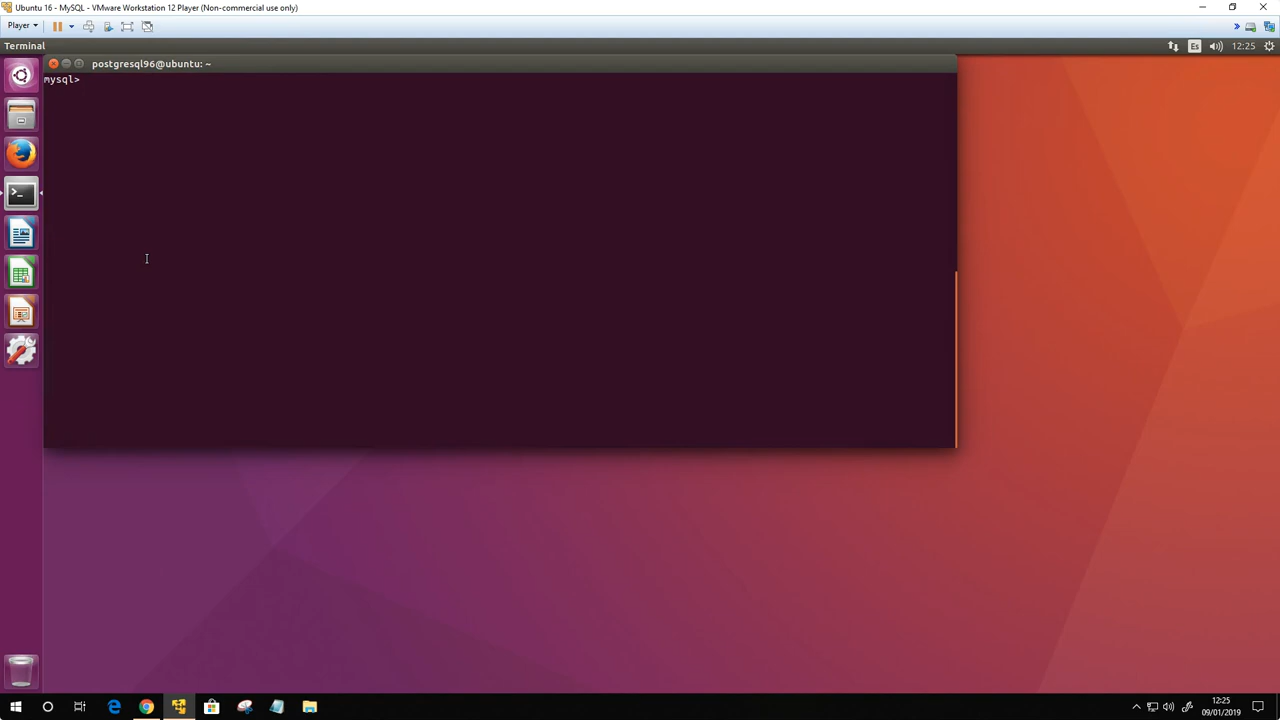 Ubuntu 16 - MySQL - VMware Workstation 12 Player (Non-commercial use only)
Player
Terminal
Es
12:25
postgresql96@ubuntu: ~
mysql>
12:25
09/01/2019